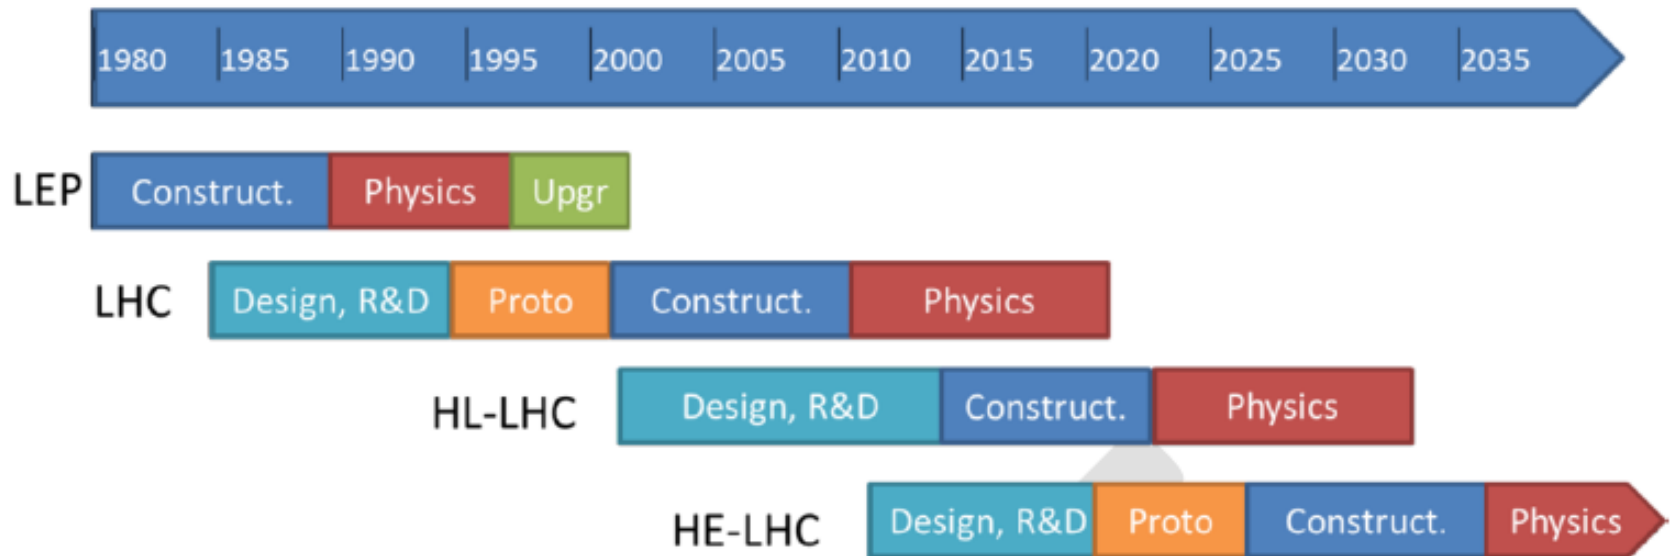 1980 1985 1990 1995 2000 2005 2010 2015 2020 2025 2030 2035
LEP Construct. Physics Upgr
LHC Design, R&D Proto Construct. Physics
HL-LHC Design, R&D Construct. Physics
HE-LHC Design, R&D Proto Construct. Physics